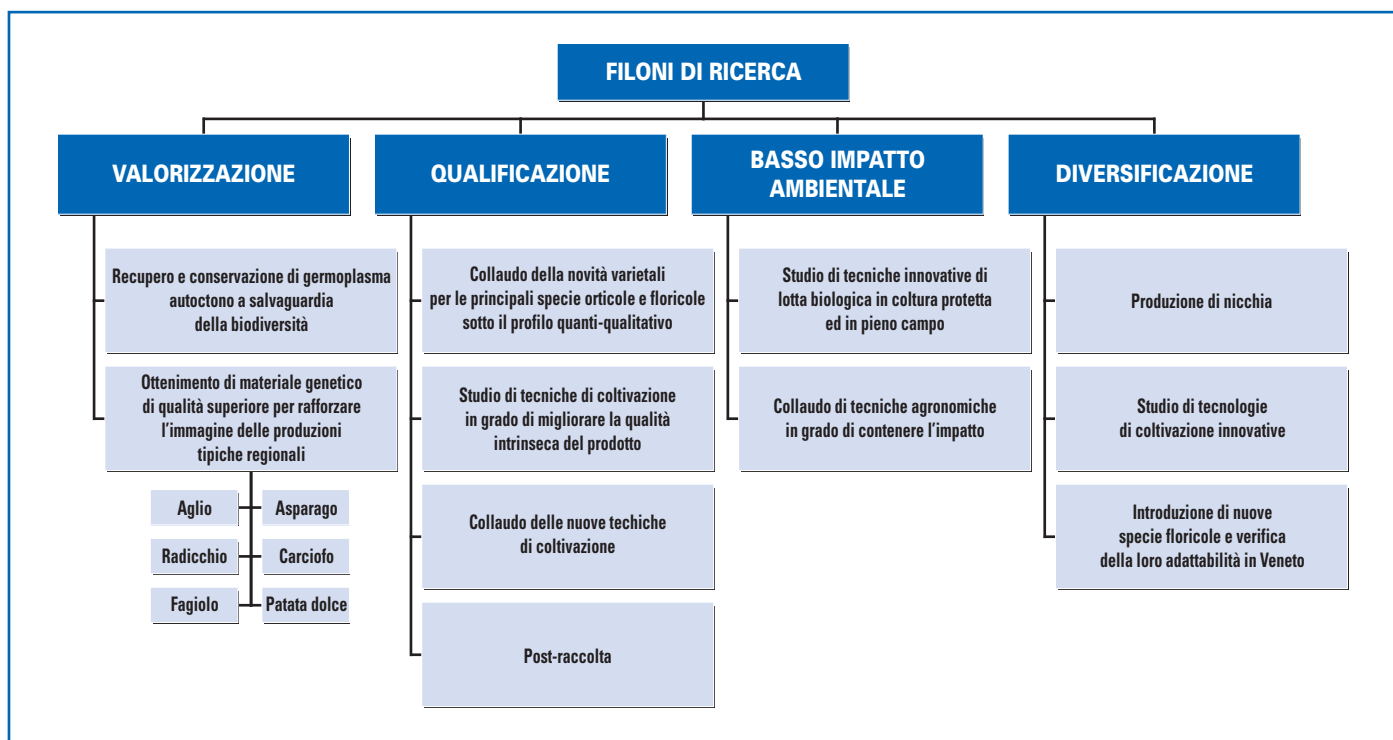 FILONI DI RICERCA
VALORIZZAZIONE
Recupero e conservazione di germoplasma
autoctono a salvaguardia
della biodiversità
Ottenimento di materiale genetico
di qualità superiore per rafforzare
l'immagine delle produzioni
tipiche regionali
Aglio
Asparago
Radicchio
Carciofo
Fagiolo
Patata dolce
QUALIFICAZIONE
Collaudo della novità varietali
per le principali specie orticole e floricole
sotto il profilo quanti-qualitativo
Studio di tecniche di coltivazione
in grado di migliorare la qualità
intrinseca del prodotto
Collaudo delle nuove techiche
di coltivazione
Post-raccolta
BASSO IMPATTO
AMBIENTALE
Studio di tecniche innovative di
lotta biologica in coltura protetta
ed in pieno campo
Collaudo di tecniche agronomiche
in grado di contenere l'impatto
DIVERSIFICAZIONE
Produzione di nicchia
Studio di tecnologie
di coltivazione innovative
Introduzione di nuove
specie floricole e verifica
della loro adattabilità in Veneto